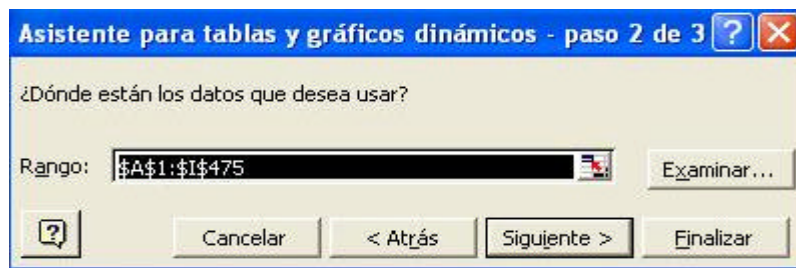 Asistente para tablas y gráficos dinámicos - paso 2 de 3
¿Dónde están los datos que desea usar?
Rango: $A$1:$I$475 Examinar...
Cancelar < Atrás Siguiente > Finalizar